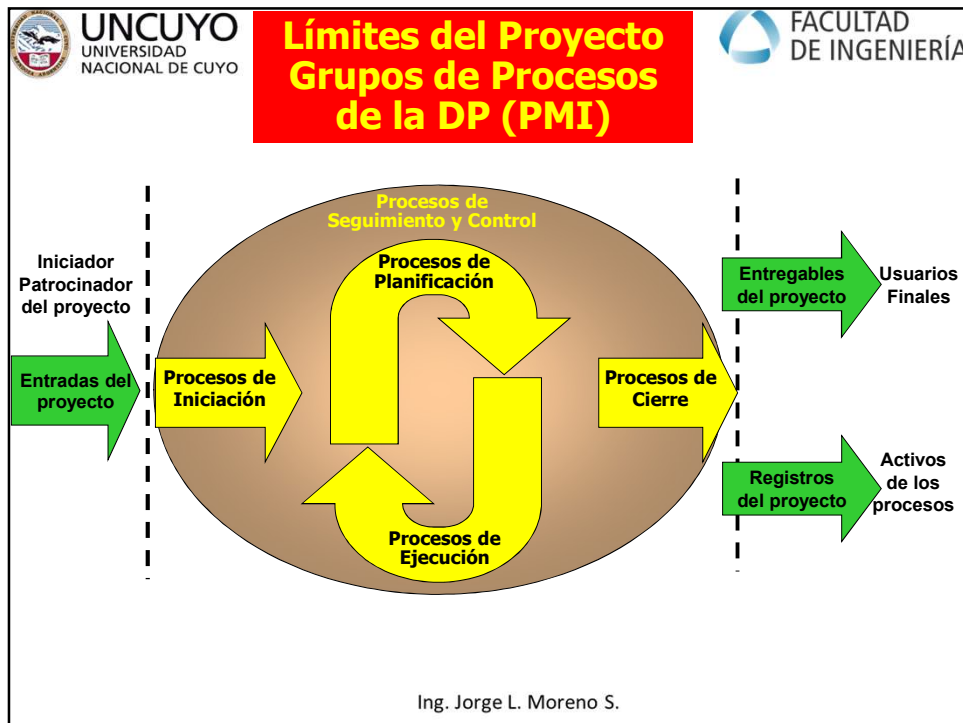 UNCUYO
UNIVERSIDAD
NACIONAL DE CUYO
Límites del Proyecto
Grupos de Procesos
de la DP (PMI)
FACULTAD
DE INGENIERÍA
Procesos de
Seguimiento y Control
Iniciador
Patrocinador
del proyecto
Procesos de
Planificación
Entregables
del proyecto
Usuarios
Finales
Entradas del
proyecto
Procesos de
Iniciación
Procesos de
Cierre
Registros
del proyecto
Activos
de los
procesos
Procesos de
Ejecución
Ing. Jorge L. Moreno S.